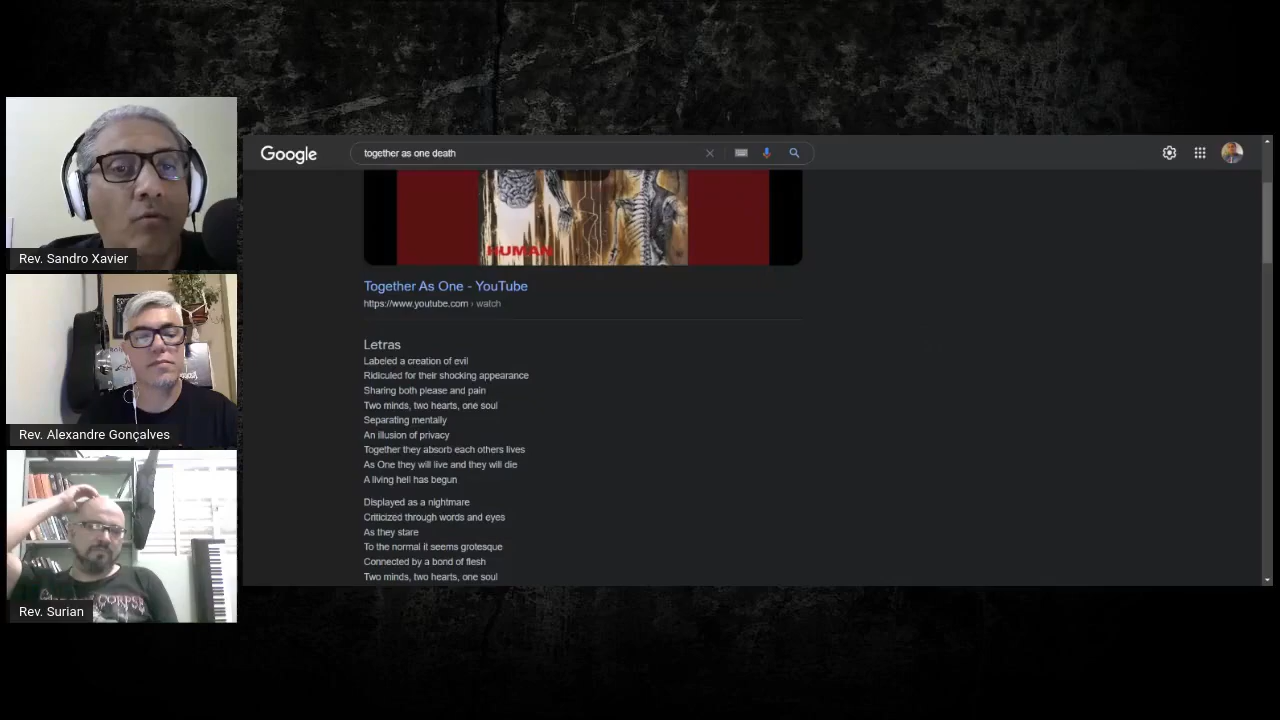 Google
together as one death
HUMAN
Together As One - YouTube
https://www.youtube.com › watch
Letras
Labeled a creation of evil
Ridiculed for their shocking appearance
Sharing both please and pain
Two minds, two hearts, one soul
Separating mentally
An illusion of privacy
Together they absorb each others lives
As One they will live and they will die
A living hell has begun
Displayed as a nightmare
Criticized through words and eyes
As they stare
To the normal it seems grotesque
Connected by a bond of flesh
Two minds, two hearts, one soul
Rev. Sandro Xavier
Rev. Alexandre Gonçalves
CORPSE
Rev. Surian